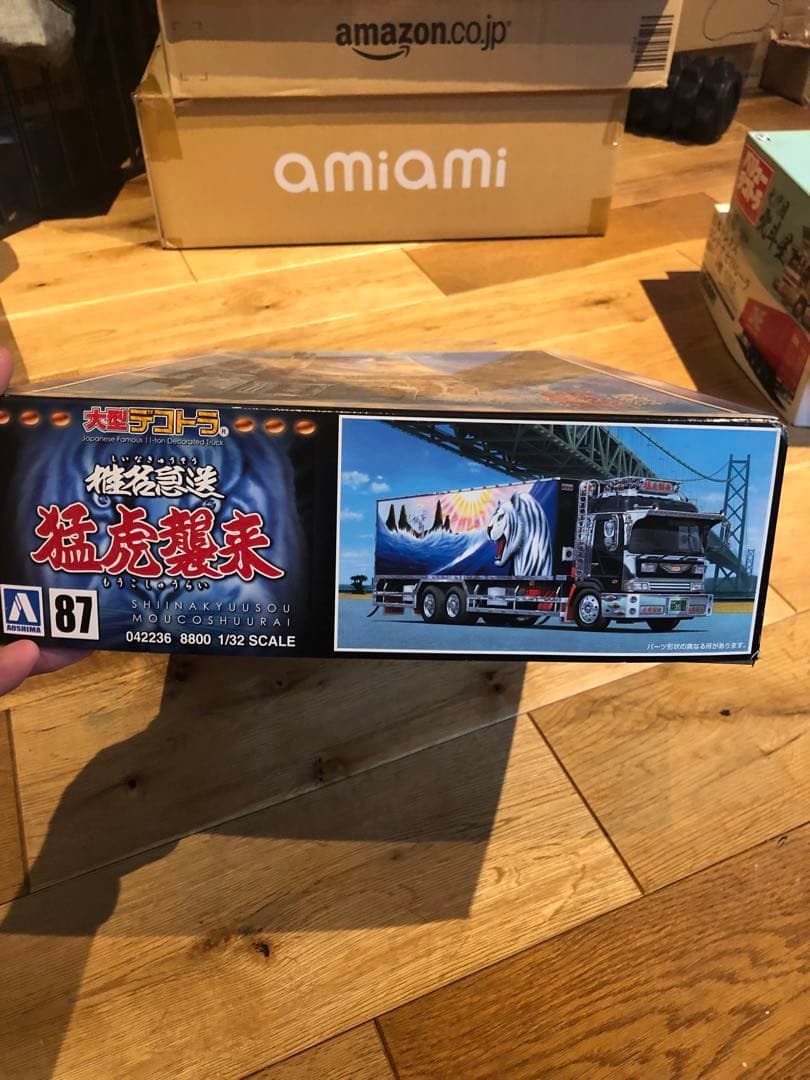 amazon.co.jp
amiami
大型デコトラ
Japanese Famous 11-ton Decorated Truck
しいなきゅうそう
椎名急送
猛虎襲来
もうこしゅうらい
SHIINAKYUUSOU
MOUCOSHUURAI
AOSHIMA
87
042236 8800 1/32 SCALE
パーツ形状の異なる所があります。